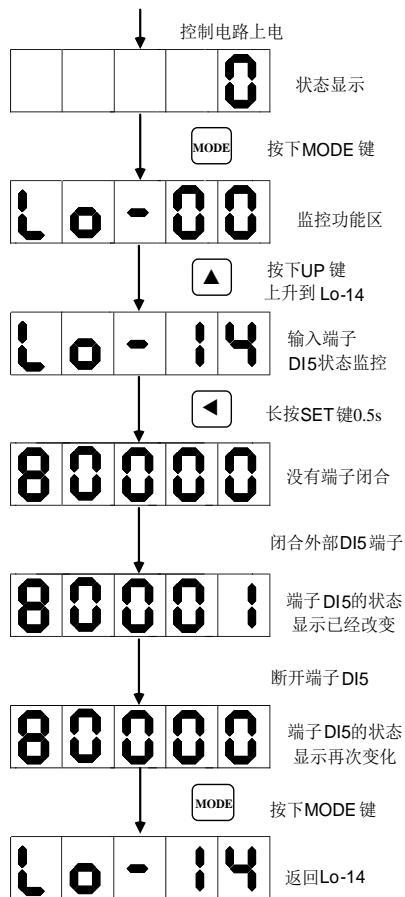 控制电路上电
0
状态显示
MODE
按下MODE 键
Lo-00
监控功能区
▲
按下UP 键
上升到 Lo-14
Lo-14
输入端子
DI5状态监控
◀
长按SET 键0.5s
80000
没有端子闭合
闭合外部DI5 端子
80001
端子DI5的状态
显示已经改变
断开端子DI5
80000
端子DI5的状态
显示再次变化
MODE
按下MODE 键
Lo-14
返回Lo-14